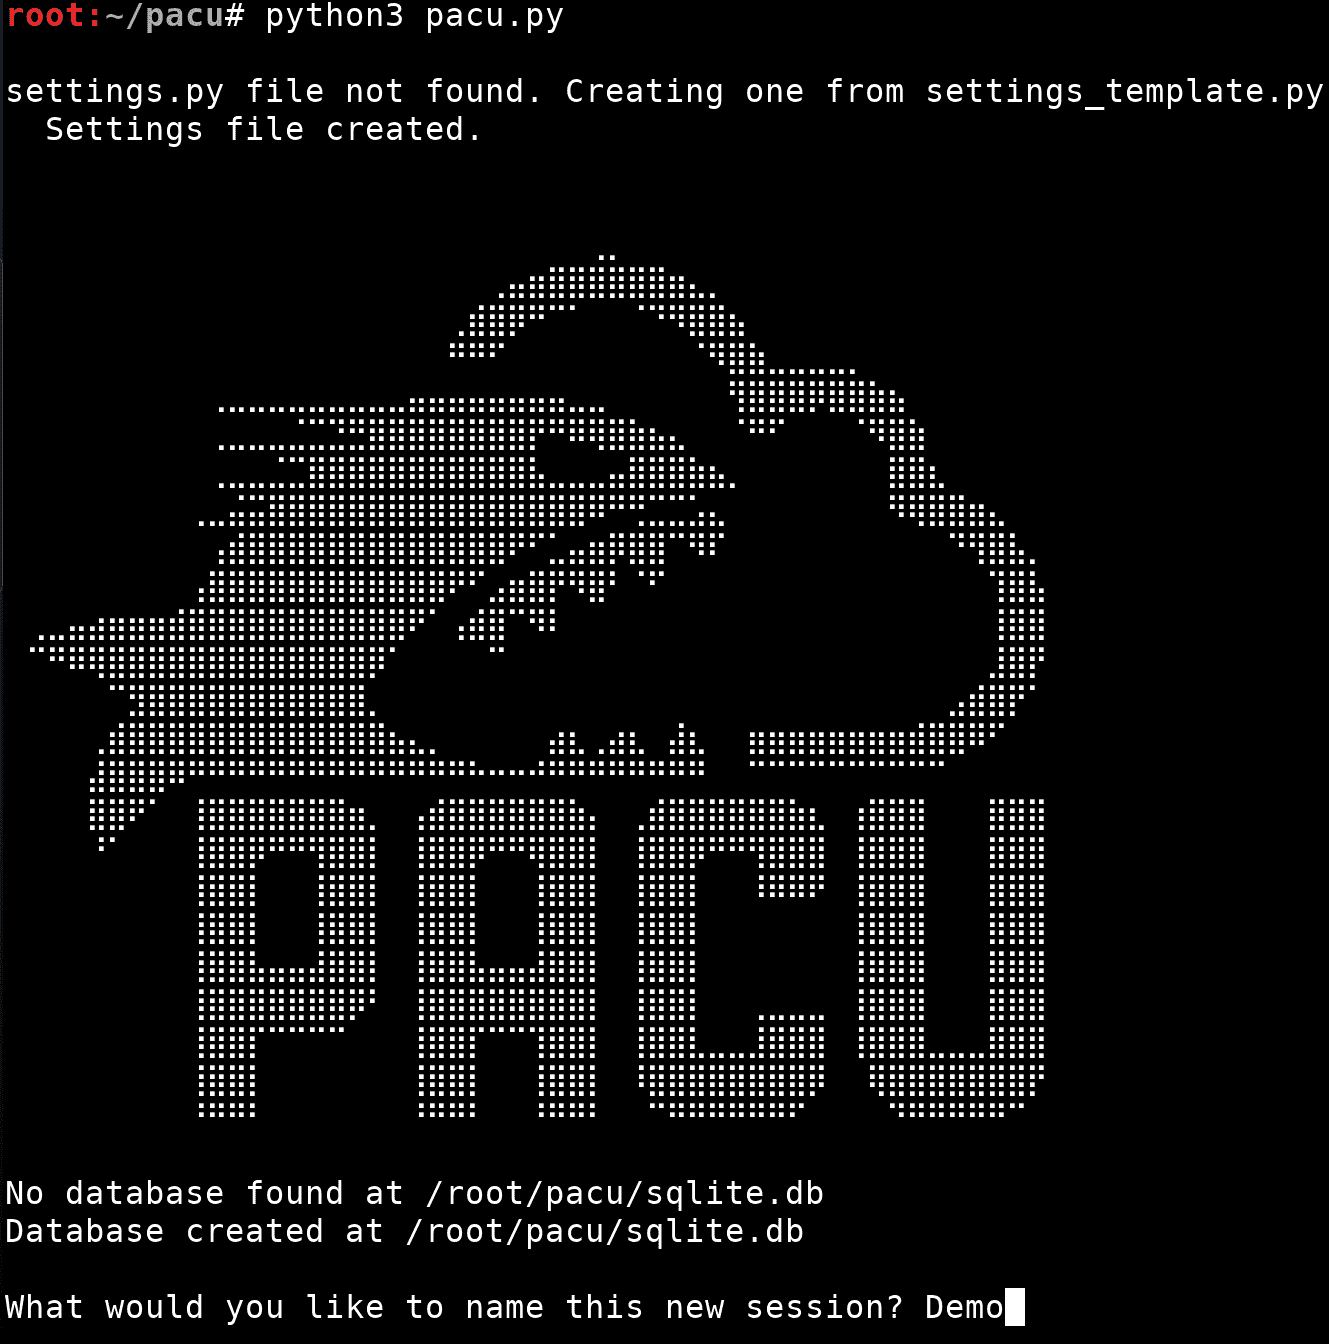 root:~/pacu# python3 pacu.py
settings.py file not found. Creating one from settings_template.py
Settings file created.
PACU
No database found at /root/pacu/sqlite.db
Database created at /root/pacu/sqlite.db
What would you like to name this new session? Demo